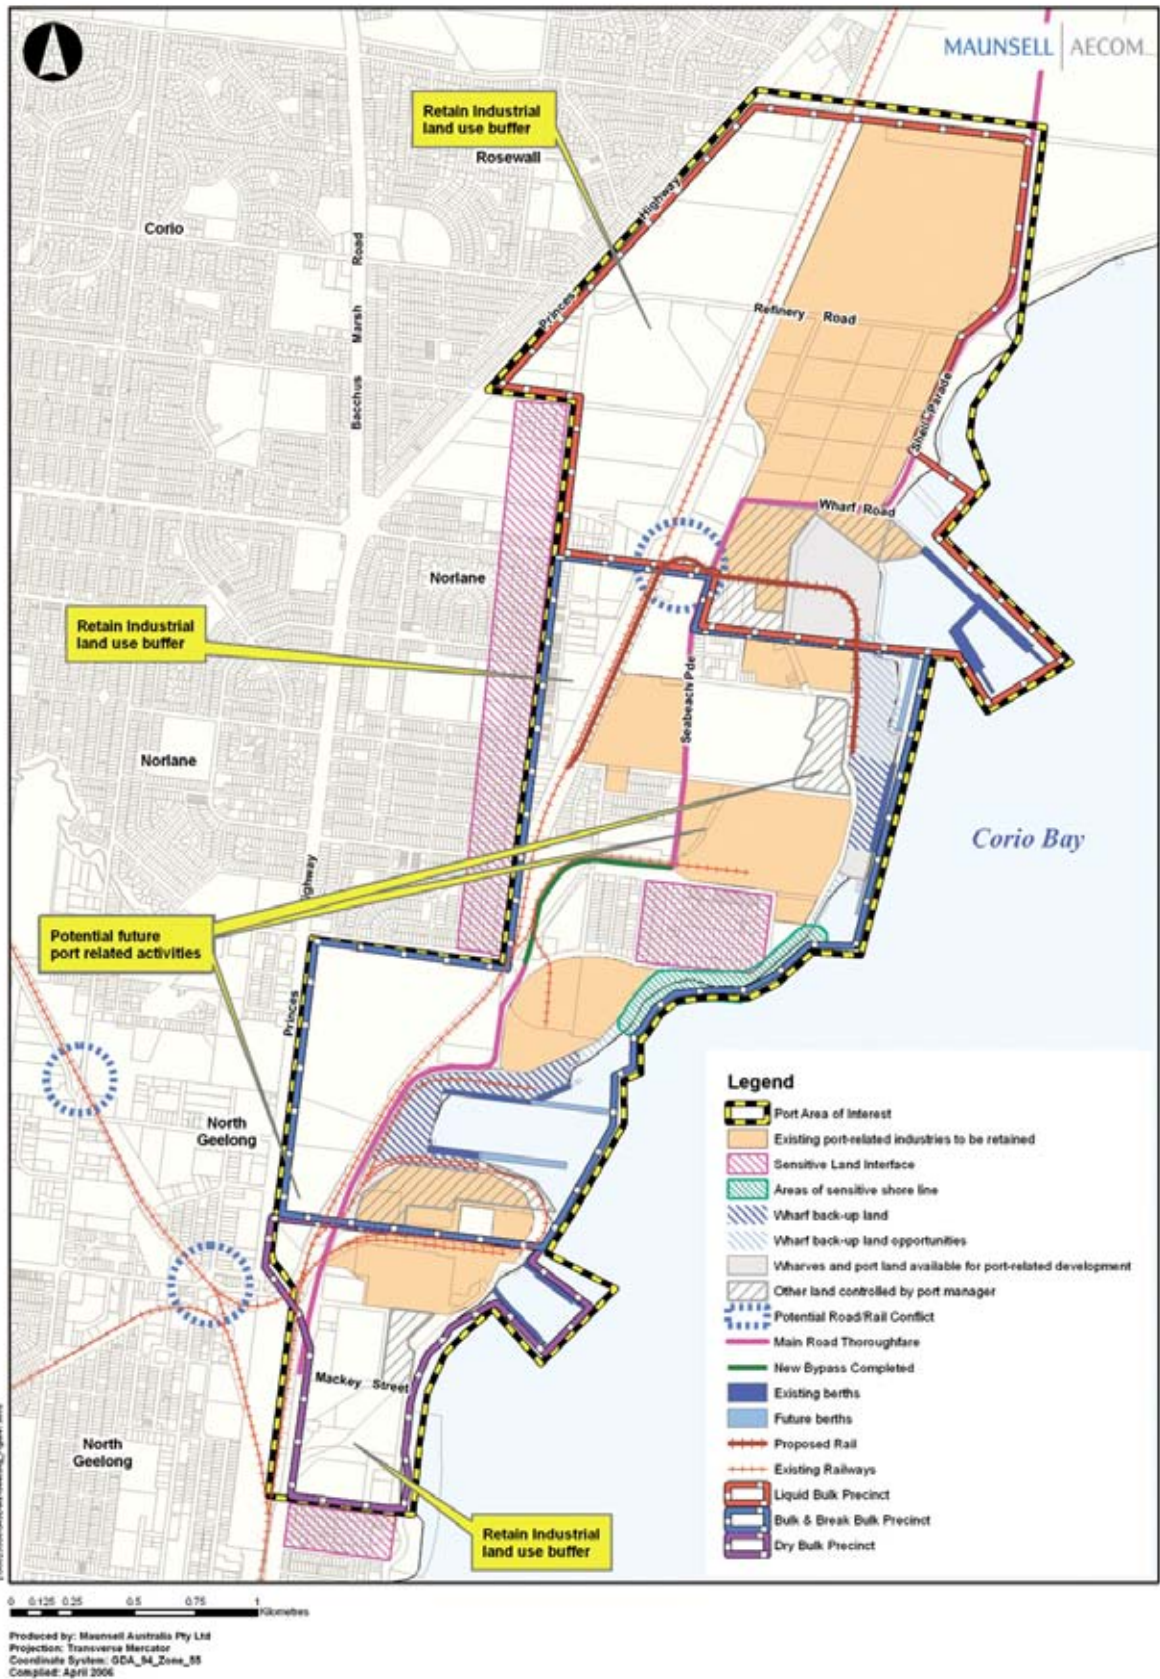 MAUNSELL | AECOM
Retain Industrial
land use buffer
Rosewall
Corio
Bacchus Marsh Road
Princes Highway
Refinery Road
Shell Parade
Wharf Road
Norlane
Retain Industrial
land use buffer
Seabeach Pde
Norlane
Corio Bay
Potential future
port related activities
Princes
North
Geelong
Mackey Street
North
Geelong
Retain Industrial
land use buffer
Legend
Port Area of Interest
Existing port-related industries to be retained
Sensitive Land Interface
Areas of sensitive shore line
Wharf back-up land
Wharf back-up land opportunities
Wharves and port land available for port-related development
Other land controlled by port manager
Potential Road/Rail Conflict
Main Road Thoroughfare
New Bypass Completed
Existing berths
Future berths
Proposed Rail
Existing Railways
Liquid Bulk Precinct
Bulk & Break Bulk Precinct
Dry Bulk Precinct
0 0.125 0.25 0.5 0.75 1
Kilometres
Produced by: Maunsell Australia Pty Ltd
Projection: Transverse Mercator
Coordinate System: GDA_94_Zone_55
Compiled: April 2006